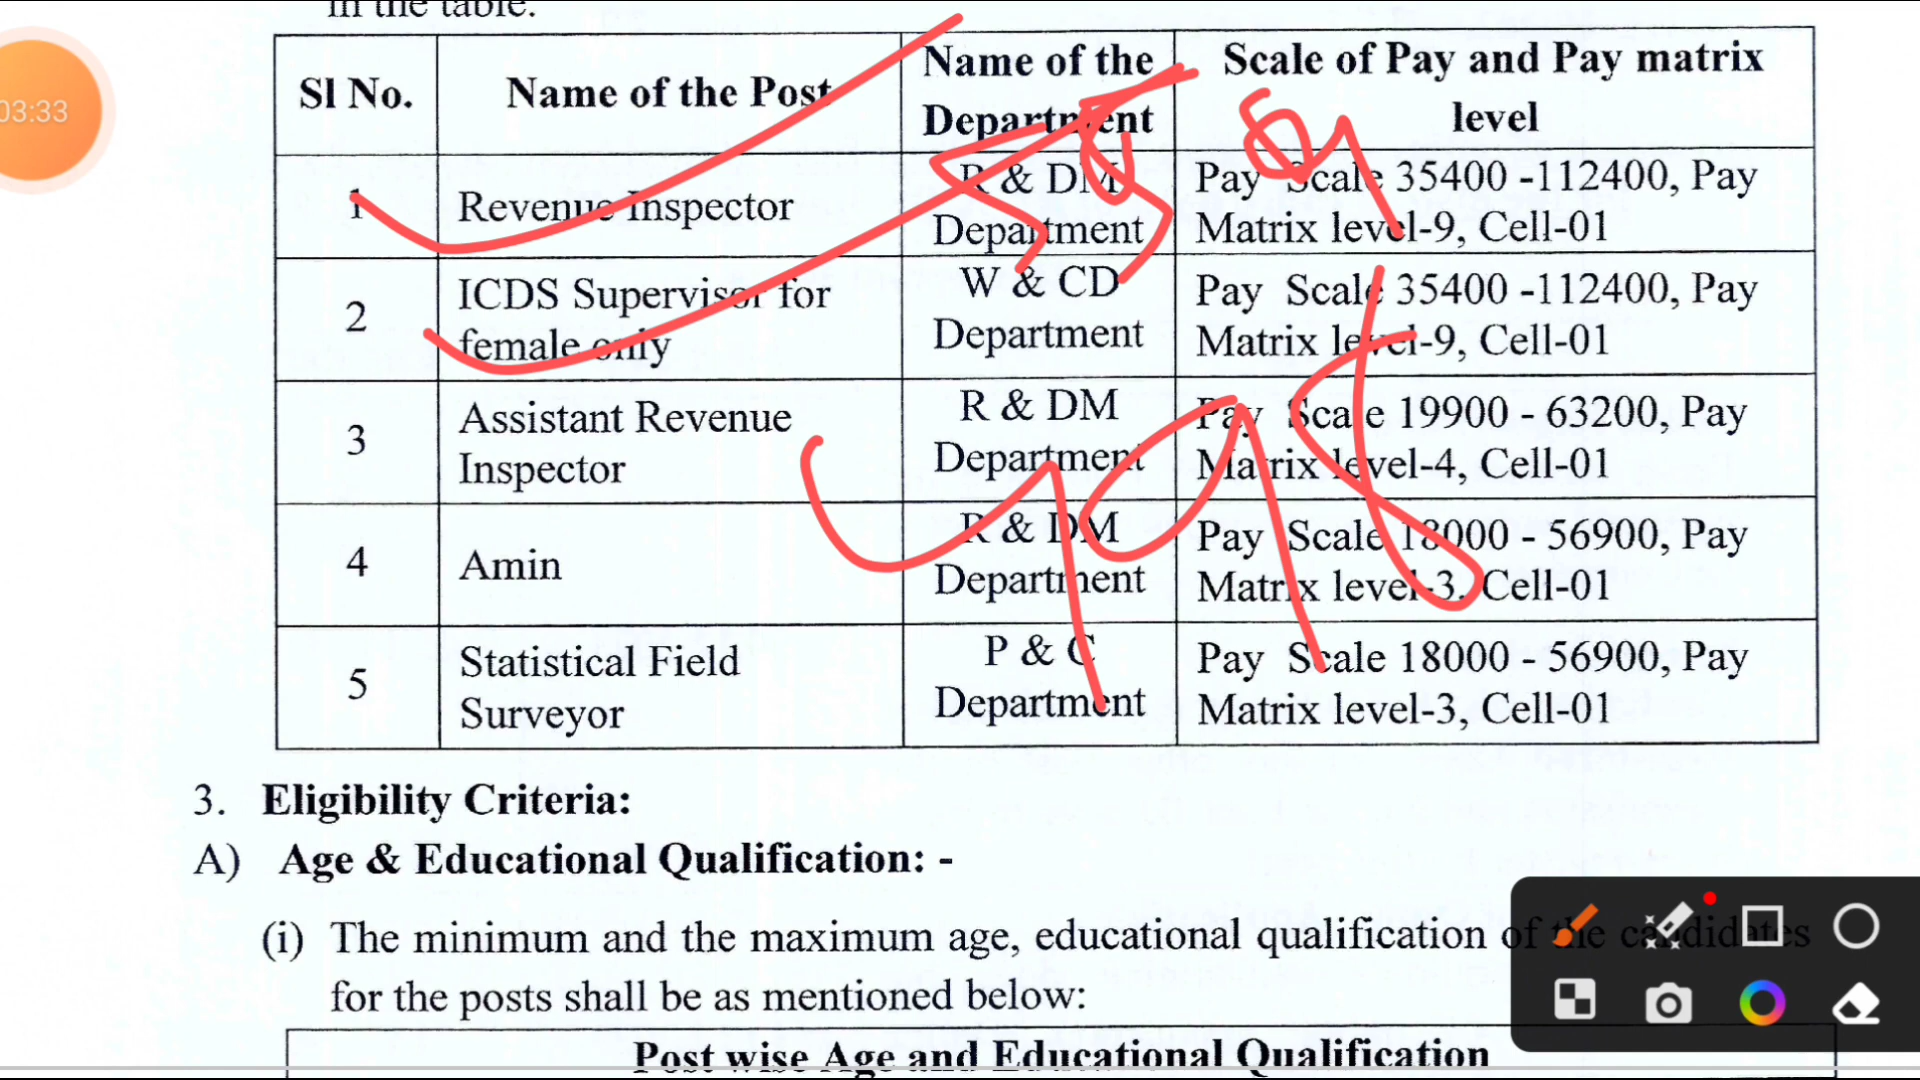 in the table.
03:33
Sl No.
Name of the Post
Name of the
Department
Scale of Pay and Pay matrix
level
1
Revenue Inspector
R & DM
Department
Pay Scale 35400 -112400, Pay
Matrix level-9, Cell-01
2
ICDS Supervisor for
female only
W & CD
Department
Pay Scale 35400 -112400, Pay
Matrix level-9, Cell-01
3
Assistant Revenue
Inspector
R & DM
Department
Pay Scale 19900 - 63200, Pay
Matrix level-4, Cell-01
4
Amin
R & DM
Department
Pay Scale 18000 - 56900, Pay
Matrix level-3, Cell-01
5
Statistical Field
Surveyor
P & C
Department
Pay Scale 18000 - 56900, Pay
Matrix level-3, Cell-01
3. Eligibility Criteria:
A) Age & Educational Qualification: -
(i) The minimum and the maximum age, educational qualification of the candidates
for the posts shall be as mentioned below:
Post wise Age and Educational Qualification